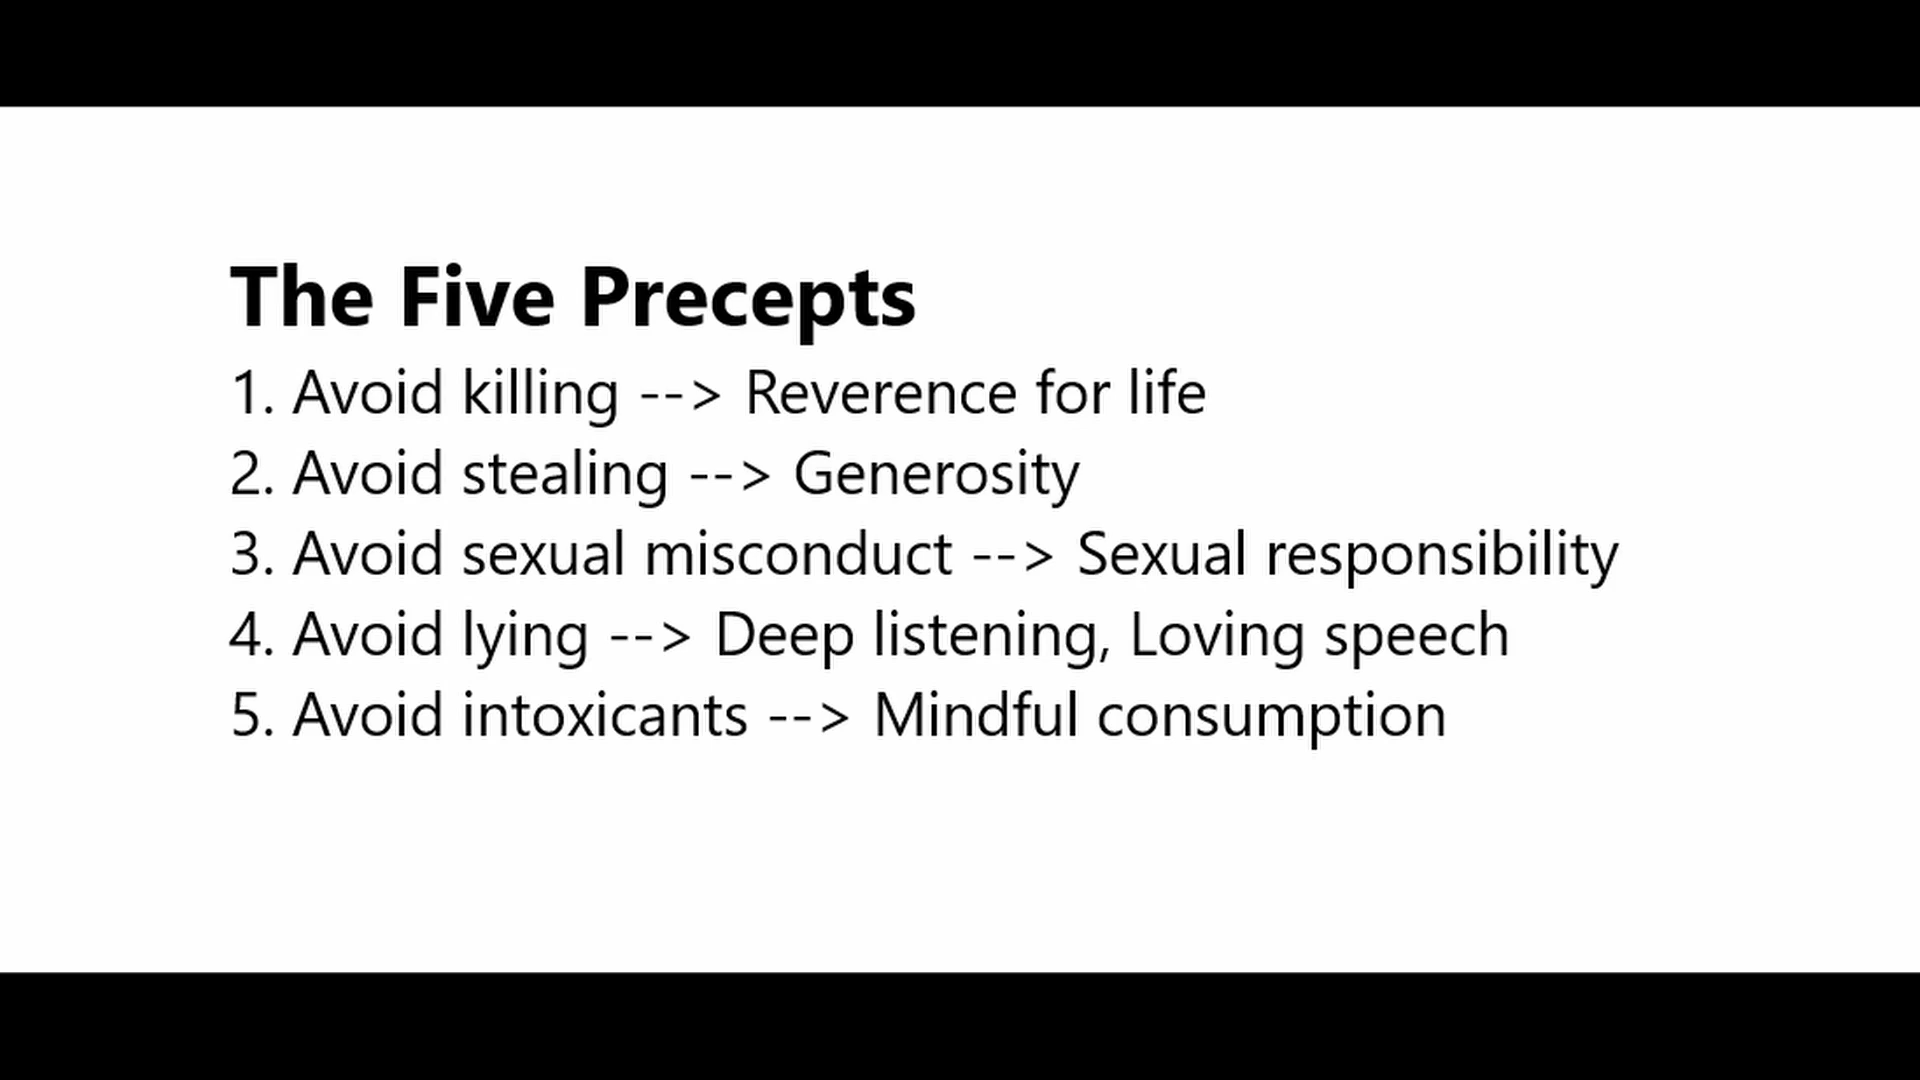 The Five Precepts
1. Avoid killing --> Reverence for life
2. Avoid stealing --> Generosity
3. Avoid sexual misconduct --> Sexual responsibility
4. Avoid lying --> Deep listening, Loving speech
5. Avoid intoxicants --> Mindful consumption